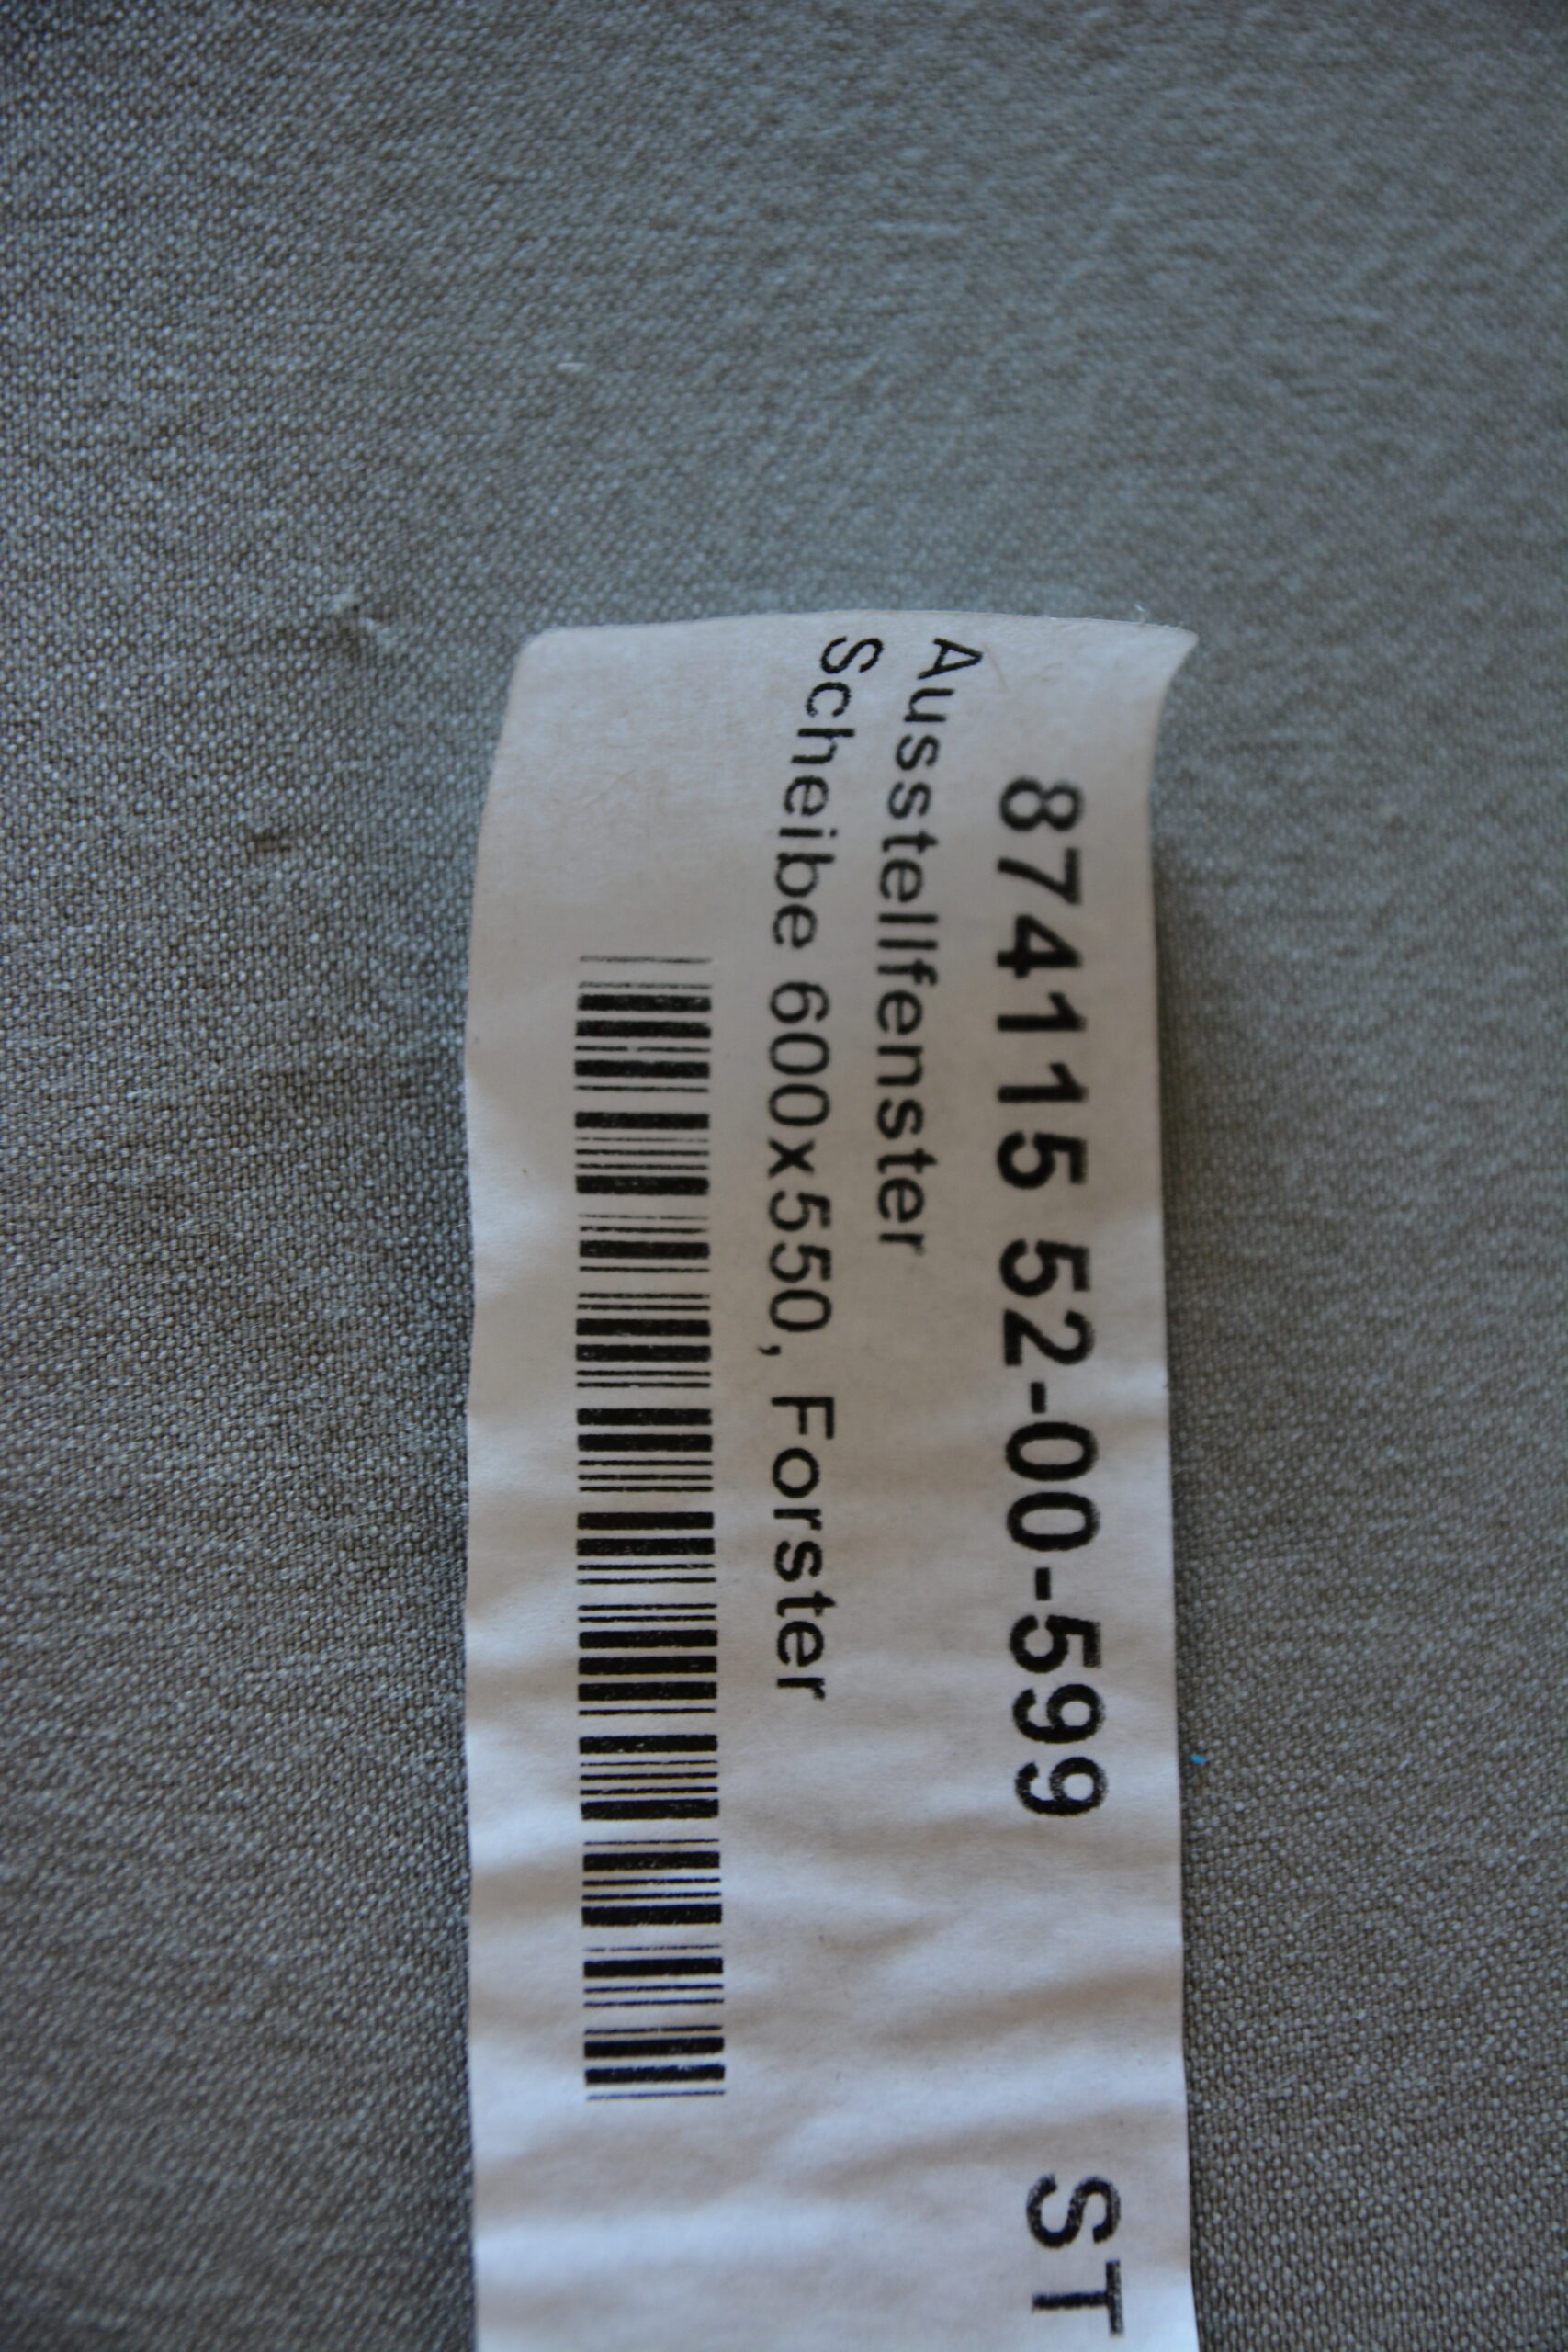 874115 52-00-599 ST
Ausstellfenster
Scheibe 600x550, Forster